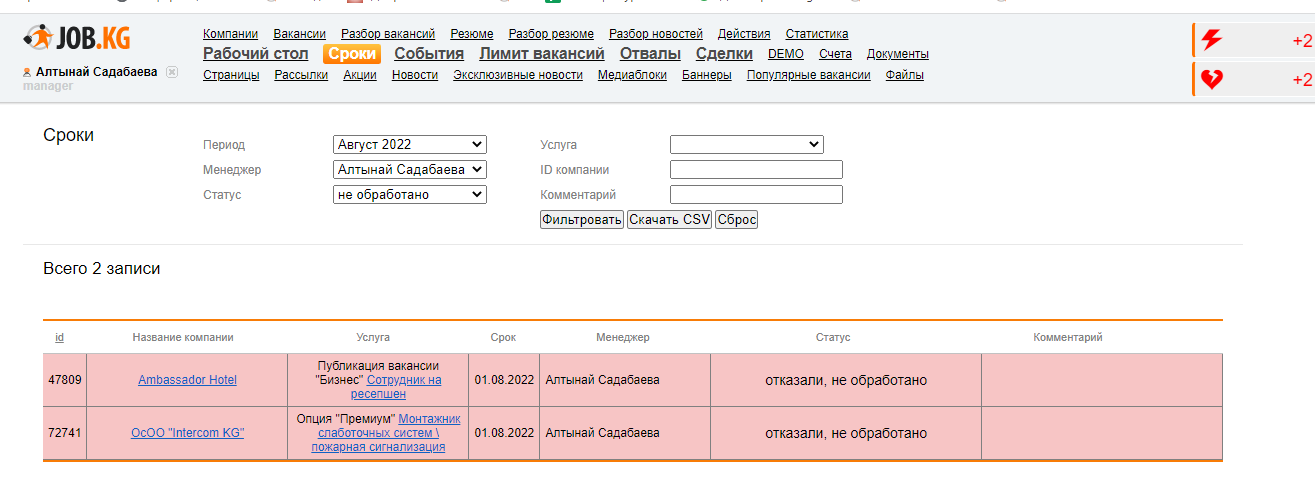 JOB.KG
Компании Вакансии Разбор вакансий Резюме Разбор резюме Разбор новостей Действия Статистика
Рабочий стол Сроки События Лимит вакансий Отвалы Сделки DEMO Счета Документы
Страницы Рассылки Акции Новости Эксклюзивные новости Медиаблоки Баннеры Популярные вакансии Файлы
Алтынай Садабаева
manager
+2
+2
Сроки
Период Август 2022 Услуга
Менеджер Алтынай Садабаева ID компании
Статус не обработано Комментарий
Фильтровать Скачать CSV Сброс
Всего 2 записи
id Название компании Услуга Срок Менеджер Статус Комментарий
47809 Ambassador Hotel Публикация вакансии
"Бизнес" Сотрудник на
ресепшен 01.08.2022 Алтынай Садабаева отказали, не обработано
72741 ОсОО "Intercom KG" Опция "Премиум" Монтажник
слаботочных систем \
пожарная сигнализация 01.08.2022 Алтынай Садабаева отказали, не обработано